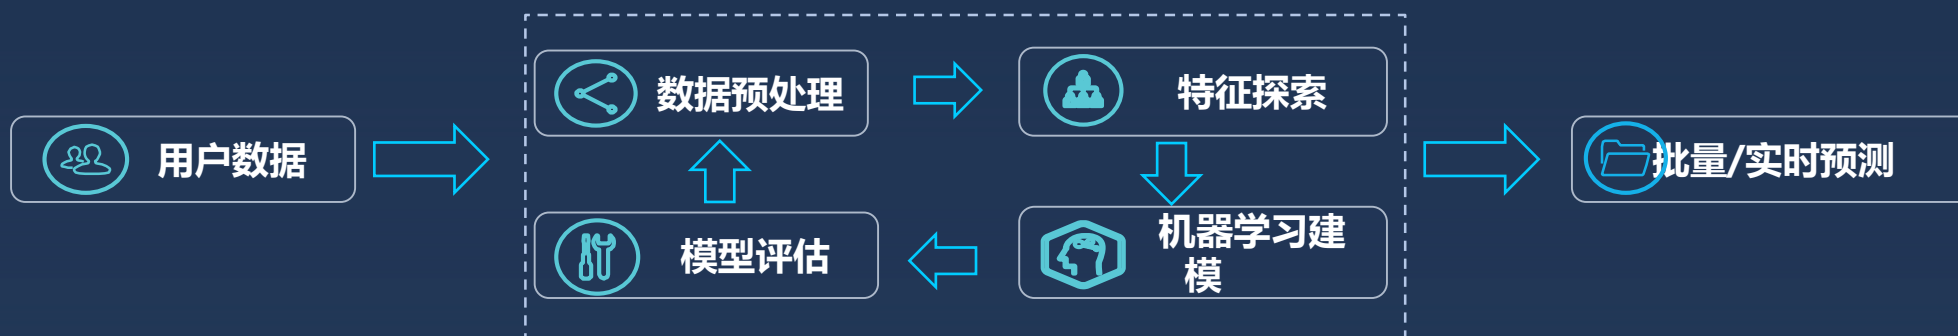 用户数据
数据预处理
特征探索
机器学习建
模
模型评估
批量/实时预测